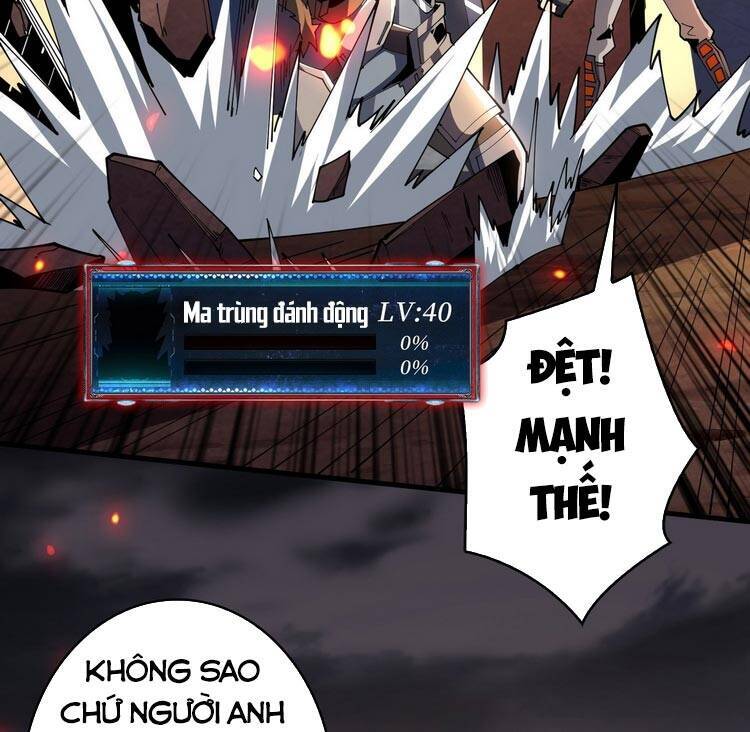 Ma trùng đánh động LV:40
0%
0%
ĐỆT!
MẠNH
THẾ!
KHÔNG SAO
CHỨ NGƯỜI ANH